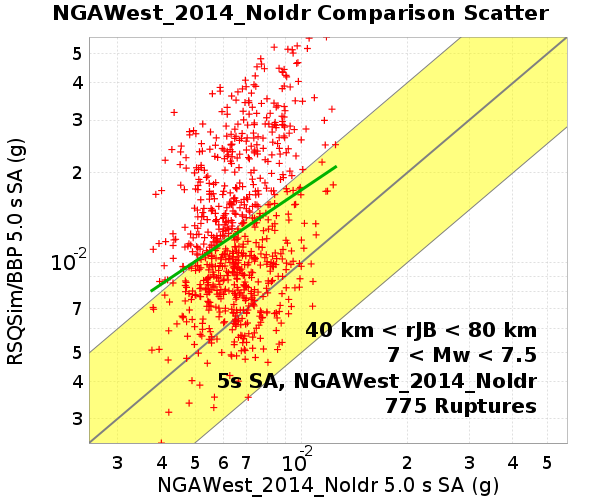 NGAWest_2014_NoIdr Comparison Scatter
RSQSim/BBP 5.0 s SA (g)
5
4
3
2
10-2
7
5
4
3
40 km < rJB < 80 km
7 < Mw < 7.5
5s SA, NGAWest_2014_NoIdr
775 Ruptures
3 4 5 6 7 10-2 2 3 4 5
NGAWest_2014_NoIdr 5.0 s SA (g)